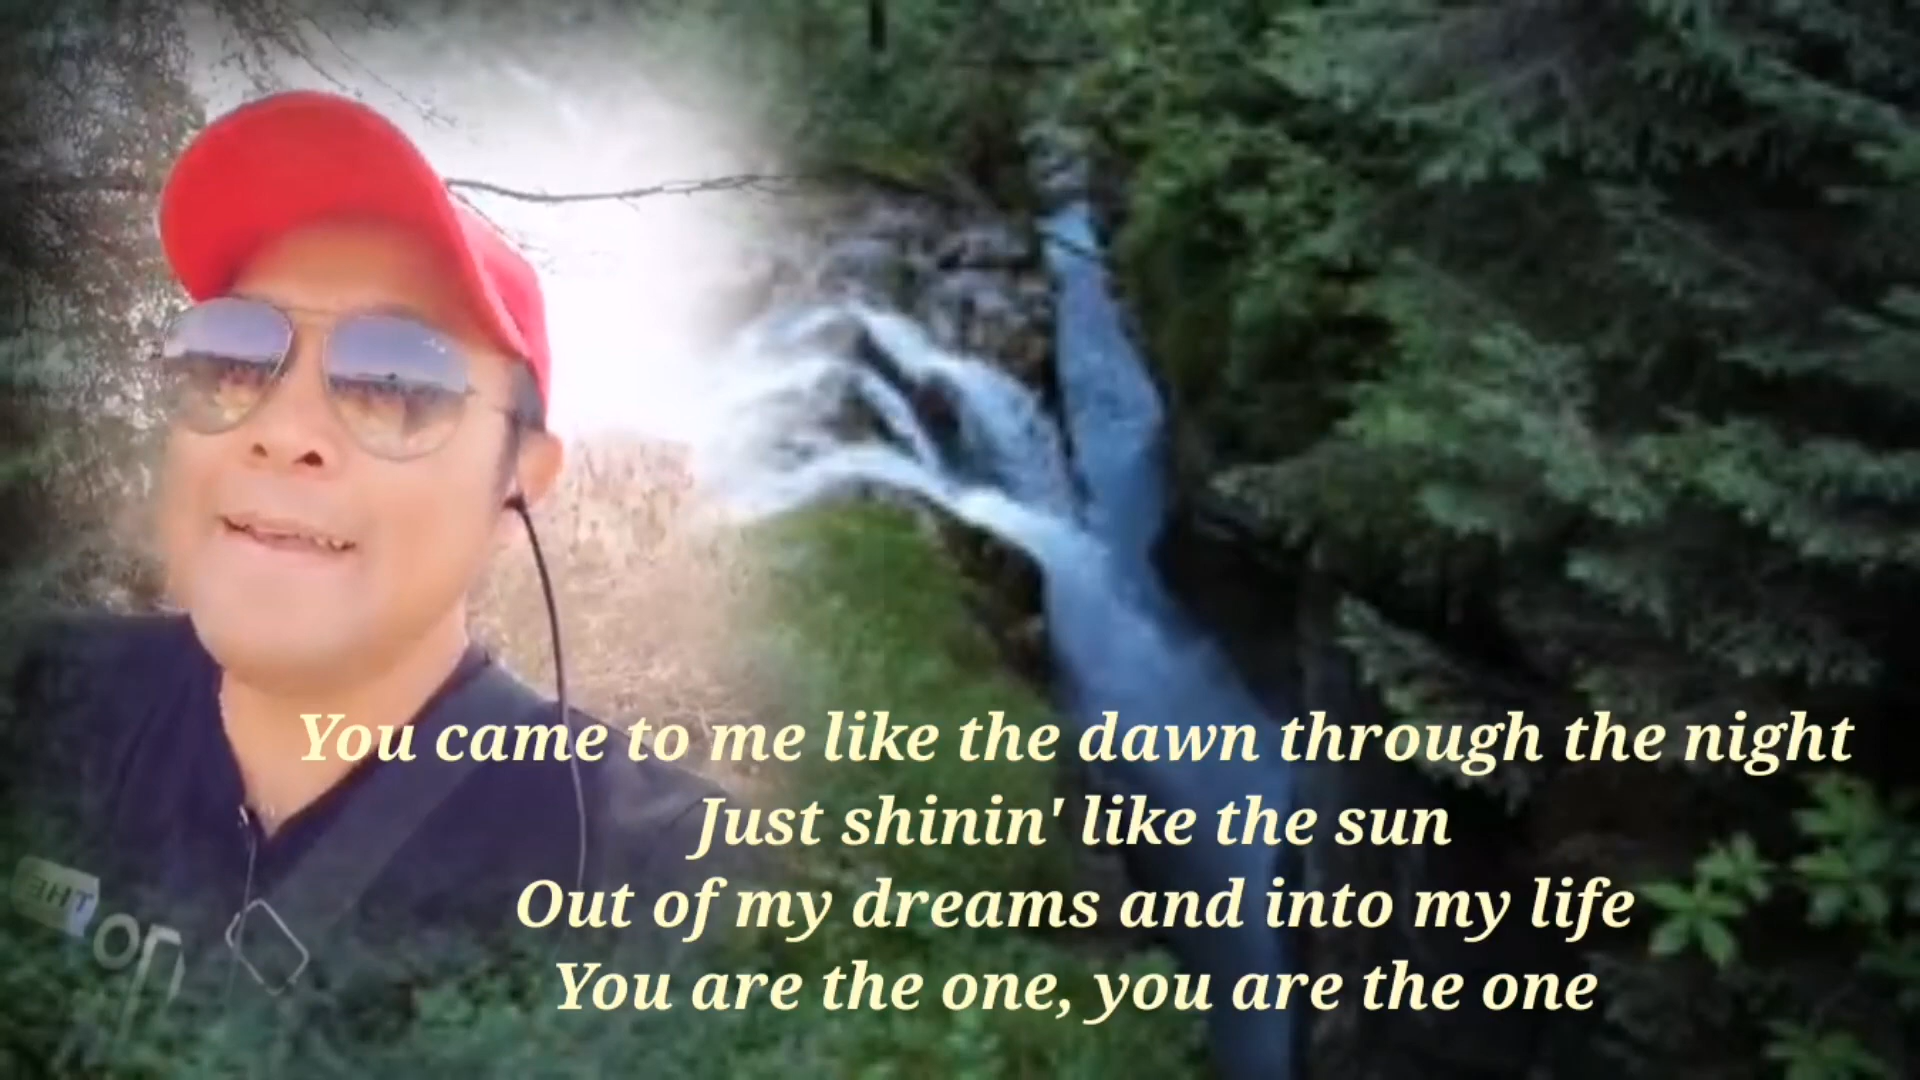 You came to me like the dawn through the night
Just shinin' like the sun
Out of my dreams and into my life
You are the one, you are the one
THE